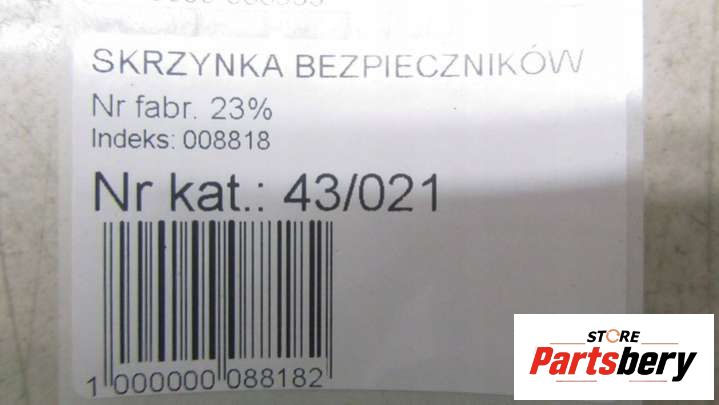 SKRZYNKA BEZPIECZNIKÓW
Nr fabr. 23%
Indeks: 008818
Nr kat.: 43/021
1 000000 088182
STORE
Partsbery